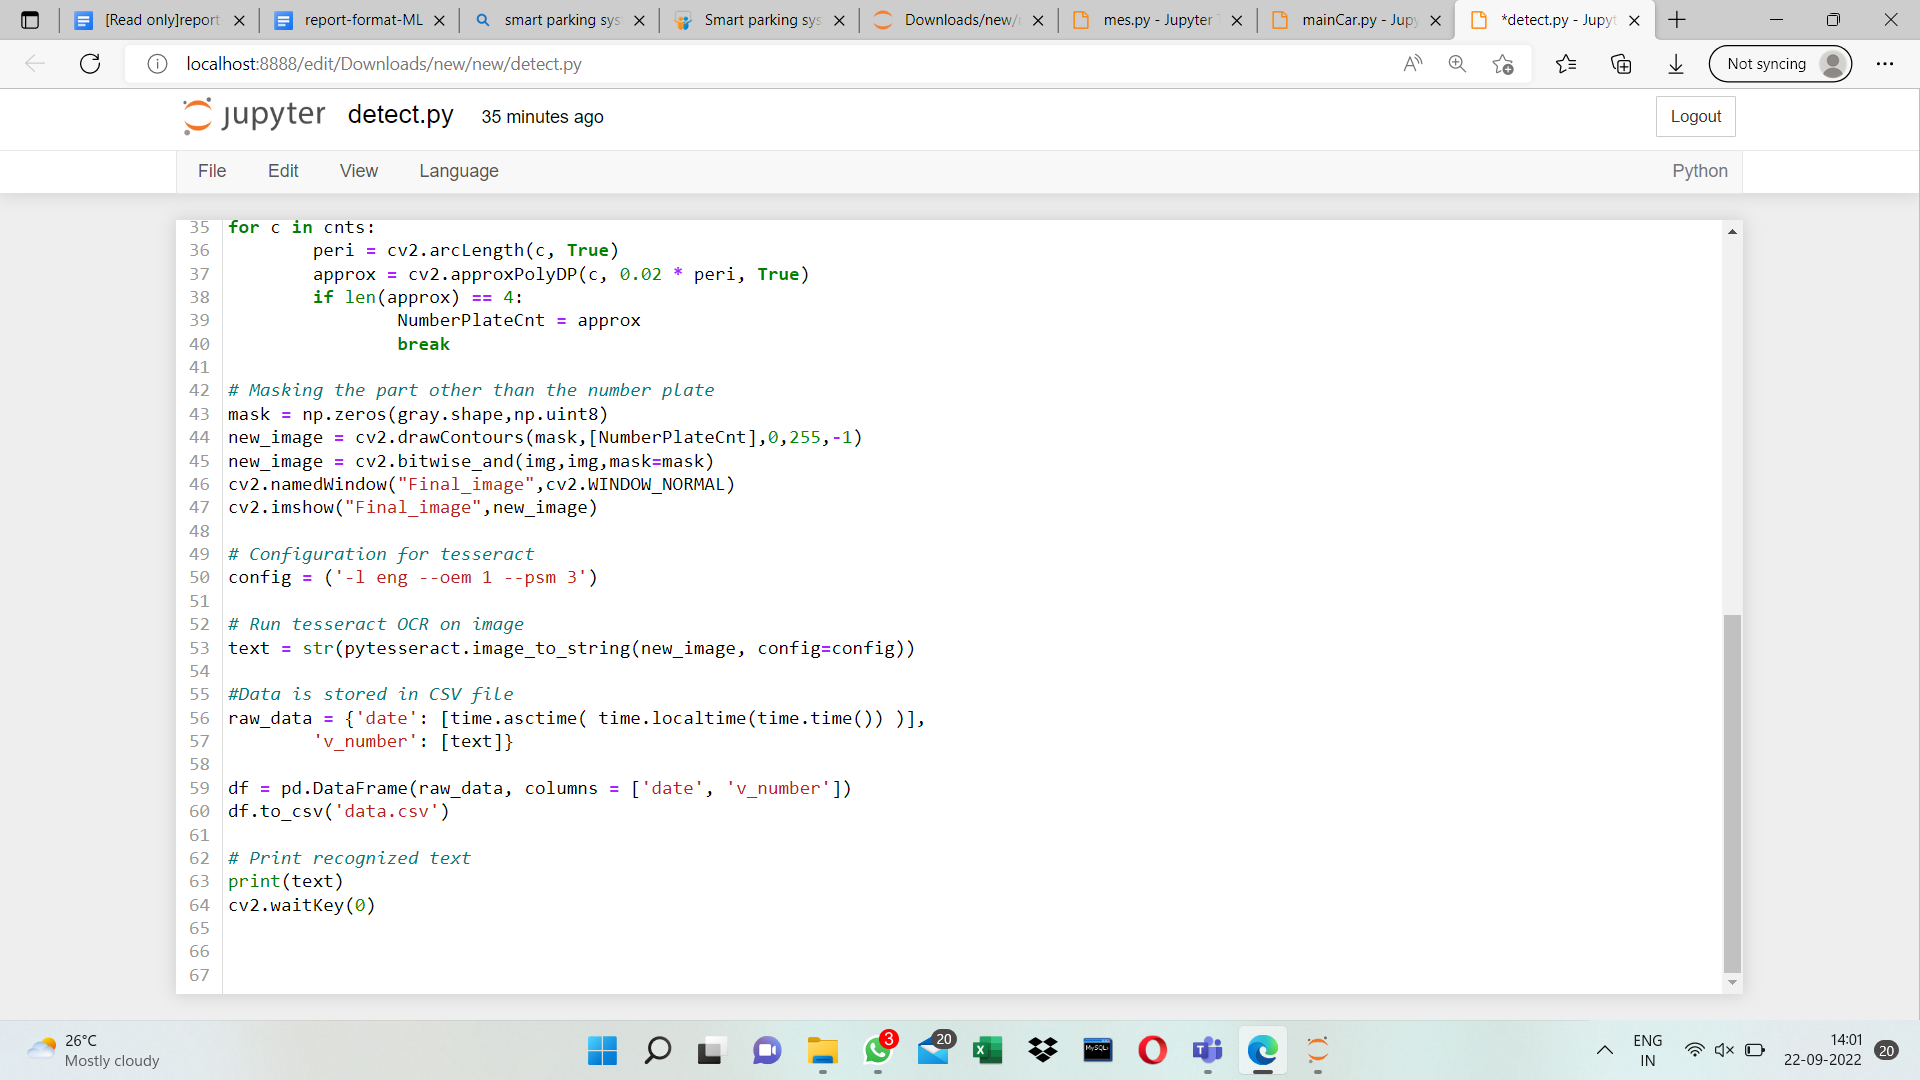 [Read only]report
report-format-ML
smart parking sys
Smart parking sys
Downloads/new/
mes.py - Jupyter
mainCar.py - Jup
*detect.py - Jupyt
localhost:8888/edit/Downloads/new/new/detect.py
Not syncing
jupyter detect.py 35 minutes ago
Logout
File Edit View Language
Python
35 for c in cnts:
36         peri = cv2.arcLength(c, True)
37         approx = cv2.approxPolyDP(c, 0.02 * peri, True)
38         if len(approx) == 4:
39                 NumberPlateCnt = approx
40                 break
41
42 # Masking the part other than the number plate
43 mask = np.zeros(gray.shape,np.uint8)
44 new_image = cv2.drawContours(mask,[NumberPlateCnt],0,255,-1)
45 new_image = cv2.bitwise_and(img,img,mask=mask)
46 cv2.namedWindow("Final_image",cv2.WINDOW_NORMAL)
47 cv2.imshow("Final_image",new_image)
48
49 # Configuration for tesseract
50 config = ('-l eng --oem 1 --psm 3')
51
52 # Run tesseract OCR on image
53 text = str(pytesseract.image_to_string(new_image, config=config))
54
55 #Data is stored in CSV file
56 raw_data = {'date': [time.asctime( time.localtime(time.time()) )],
57         'v_number': [text]}
58
59 df = pd.DataFrame(raw_data, columns = ['date', 'v_number'])
60 df.to_csv('data.csv')
61
62 # Print recognized text
63 print(text)
64 cv2.waitKey(0)
65
66
67
26°C
Mostly cloudy
3
20
MySQL
ENG
IN
14:01
22-09-2022
20